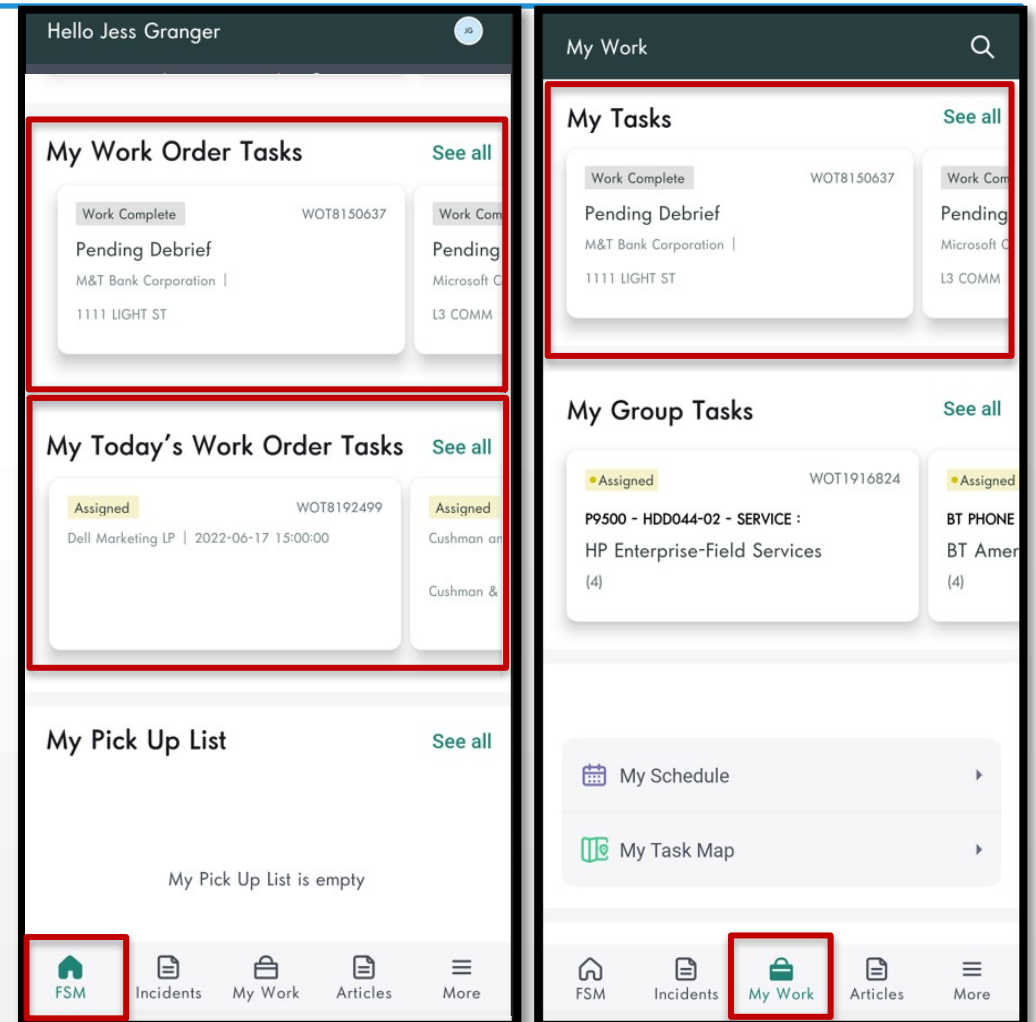 Hello Jess Granger
JG
My Work Order Tasks
See all
Work Complete
WOT8150637
Pending Debrief
M&T Bank Corporation |
1111 LIGHT ST
Work Com
Pending
Microsoft C
L3 COMM
My Today's Work Order Tasks
See all
Assigned
WOT8192499
Dell Marketing LP | 2022-06-17 15:00:00
Assigned
Cushman an
Cushman &
My Pick Up List
See all
My Pick Up List is empty
FSM
Incidents
My Work
Articles
More
My Work
My Tasks
See all
Work Complete
WOT8150637
Pending Debrief
M&T Bank Corporation |
1111 LIGHT ST
Work Com
Pending
Microsoft C
L3 COMM
My Group Tasks
See all
Assigned
WOT1916824
P9500 - HDD044-02 - SERVICE :
HP Enterprise-Field Services
(4)
Assigned
BT PHONE
BT Amer
(4)
My Schedule
My Task Map
FSM
Incidents
My Work
Articles
More